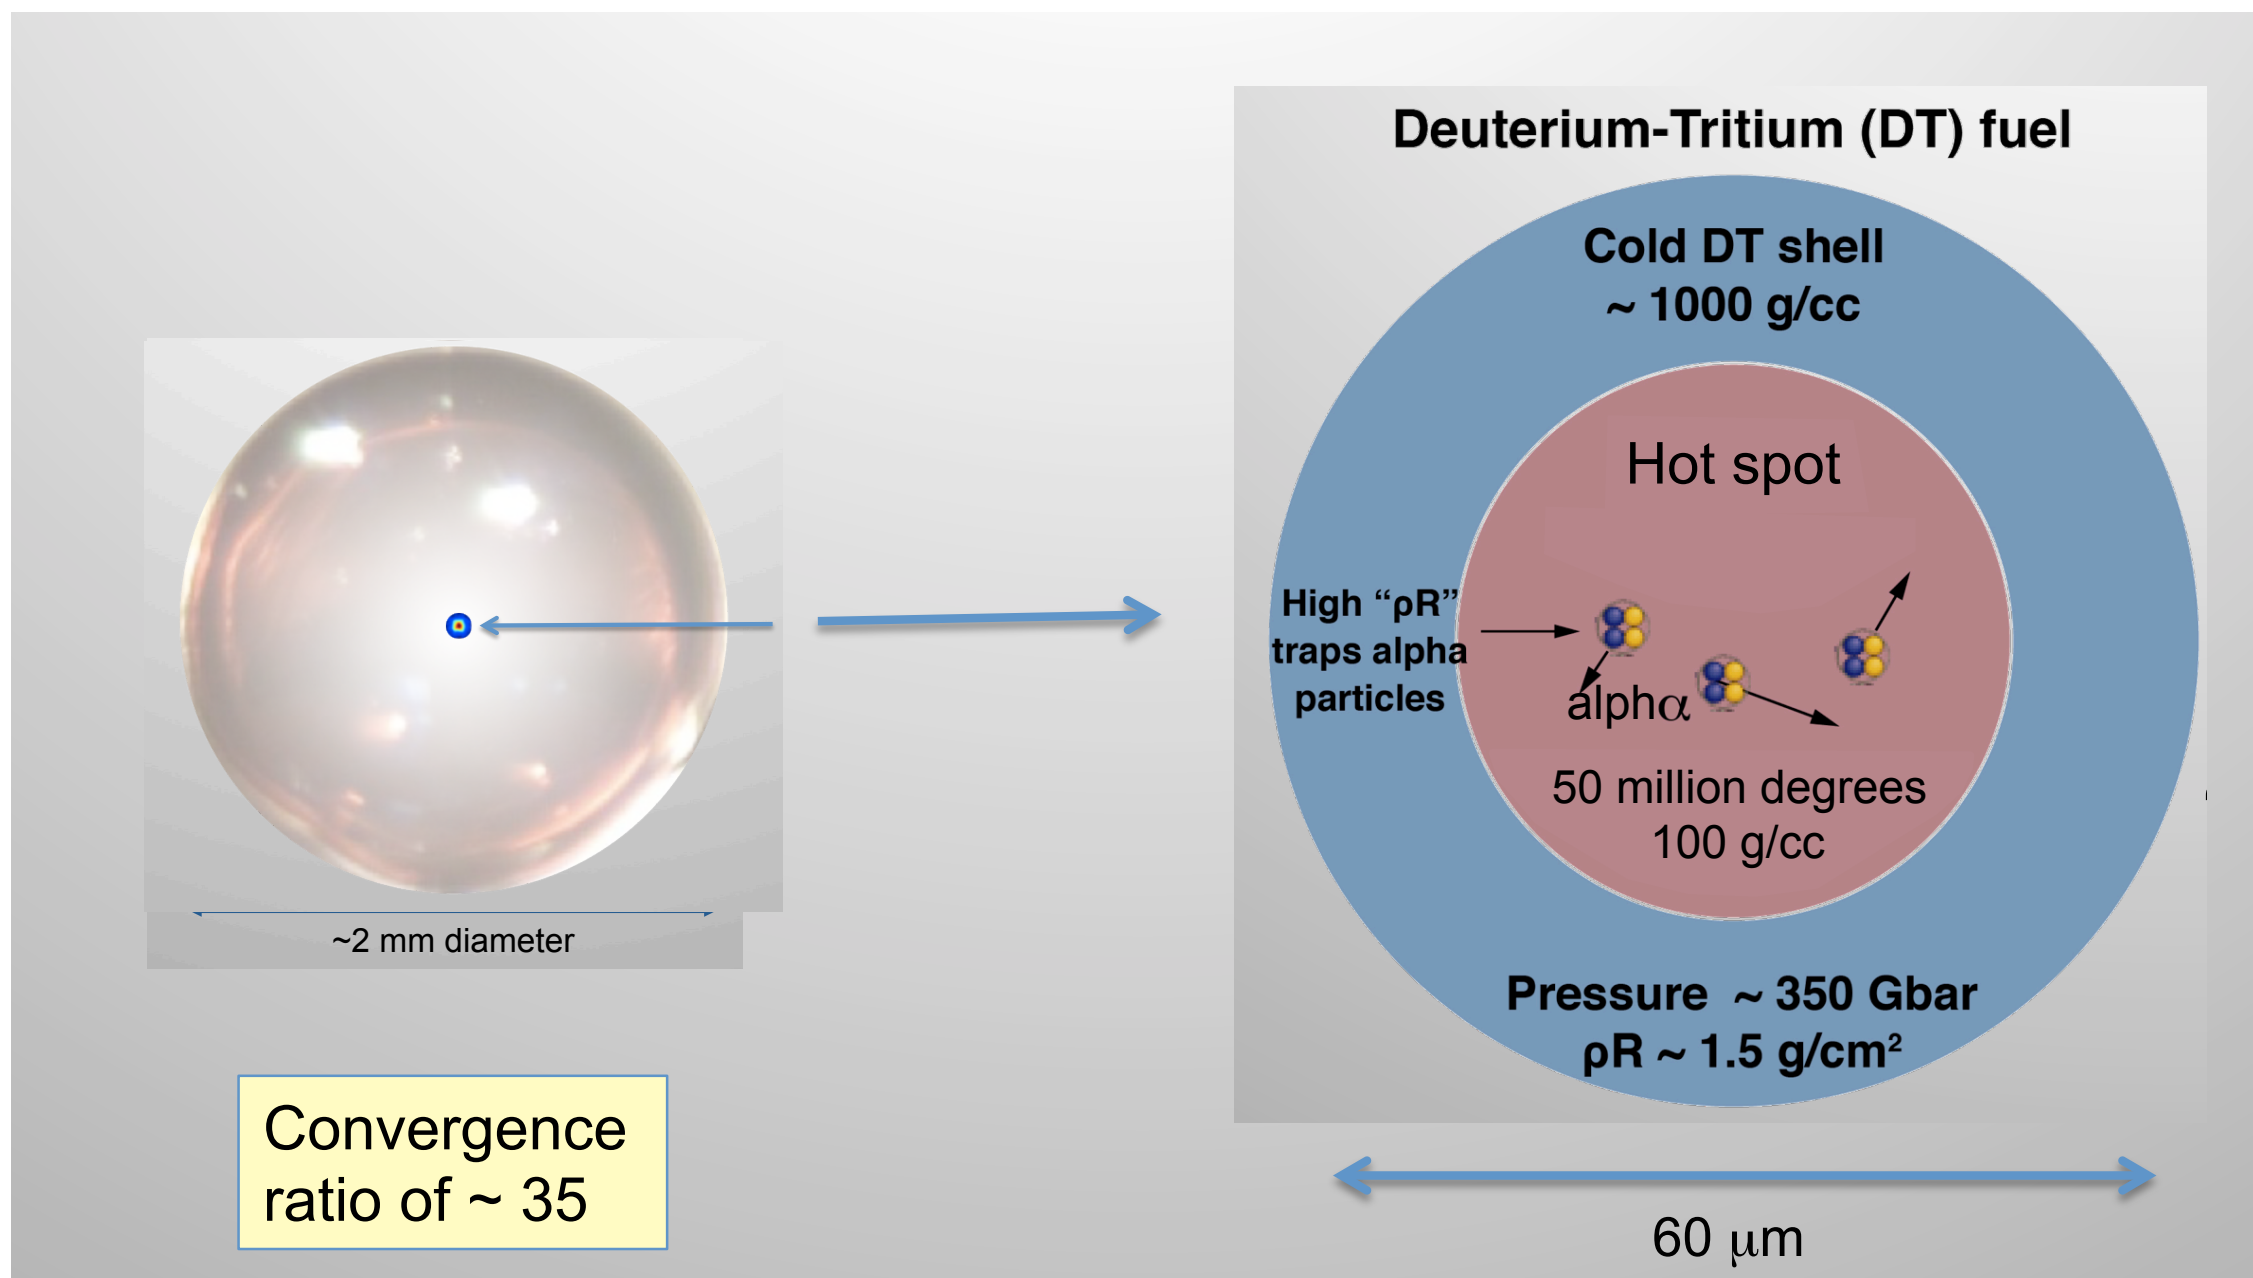 ~2 mm diameter
Convergence
ratio of ~ 35
Deuterium-Tritium (DT) fuel
Cold DT shell
~ 1000 g/cc
Hot spot
High “ρR”
traps alpha
particles
alphα
50 million degrees
100 g/cc
Pressure ~ 350 Gbar
ρR ~ 1.5 g/cm²
60 μm